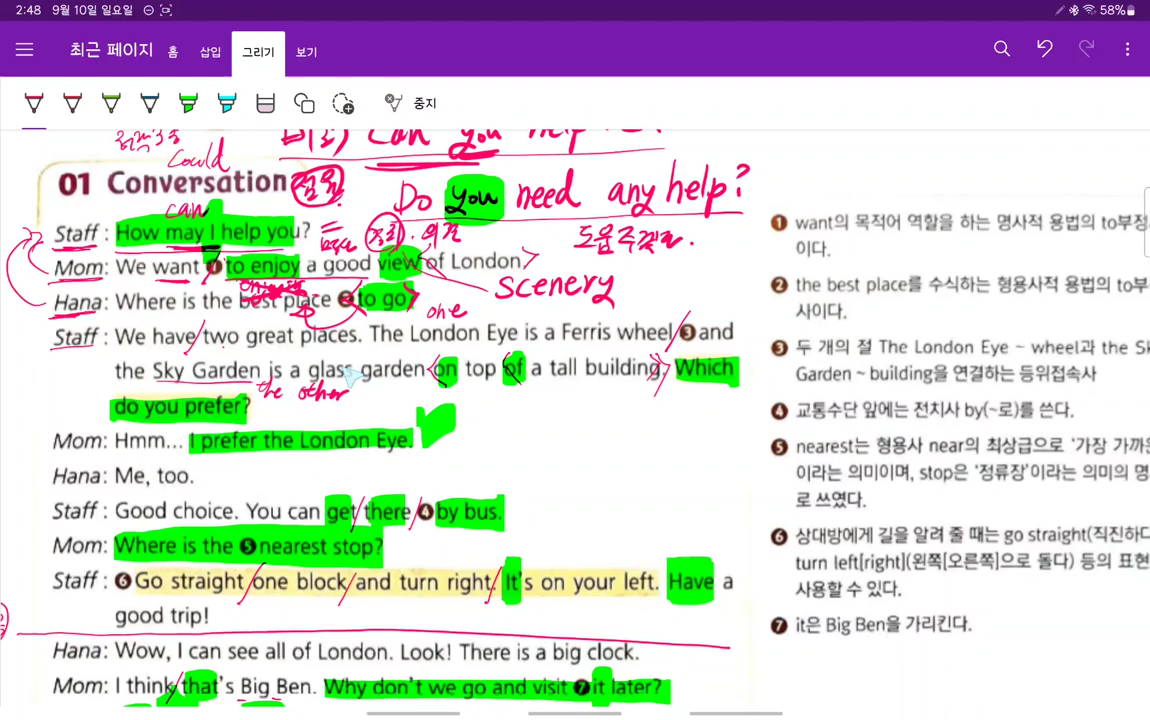 2:48 9월 10일 일요일 58%
최근 페이지 홈 삽입 그리기 보기
중지
can you help
could
01 Conversation 점원
Do you need any help?
can
Staff : How may I help you?
도움주겠다.
Mom: We want ❶ to enjoy a good view of London
scenery
Hana: Where is the best place ❷ to go?
one
Staff : We have two great places. The London Eye is a Ferris wheel ❸ and
the Sky Garden is a glass garden on top of a tall building. Which
the other
do you prefer?
Mom: Hmm... I prefer the London Eye.
Hana: Me, too.
Staff : Good choice. You can get there ❹ by bus.
Mom: Where is the ❺ nearest stop?
Staff : ❻ Go straight one block and turn right. It's on your left. Have a
good trip!
Hana: Wow, I can see all of London. Look! There is a big clock.
Mom: I think that's Big Ben. Why don't we go and visit ❼ it later?
❶ want의 목적어 역할을 하는 명사적 용법의 to부정
이다.
❷ the best place를 수식하는 형용사적 용법의 to부
사이다.
❸ 두 개의 절 The London Eye ~ wheel과 the Sk
Garden ~ building을 연결하는 등위접속사
❹ 교통수단 앞에는 전치사 by(~로)를 쓴다.
❺ nearest는 형용사 near의 최상급으로 '가장 가까운
이라는 의미이며, stop은 '정류장'이라는 의미의 명
로 쓰였다.
❻ 상대방에게 길을 알려 줄 때는 go straight(직진하다
turn left[right](왼쪽[오른쪽]으로 돌다) 등의 표현
사용할 수 있다.
❼ it은 Big Ben을 가리킨다.